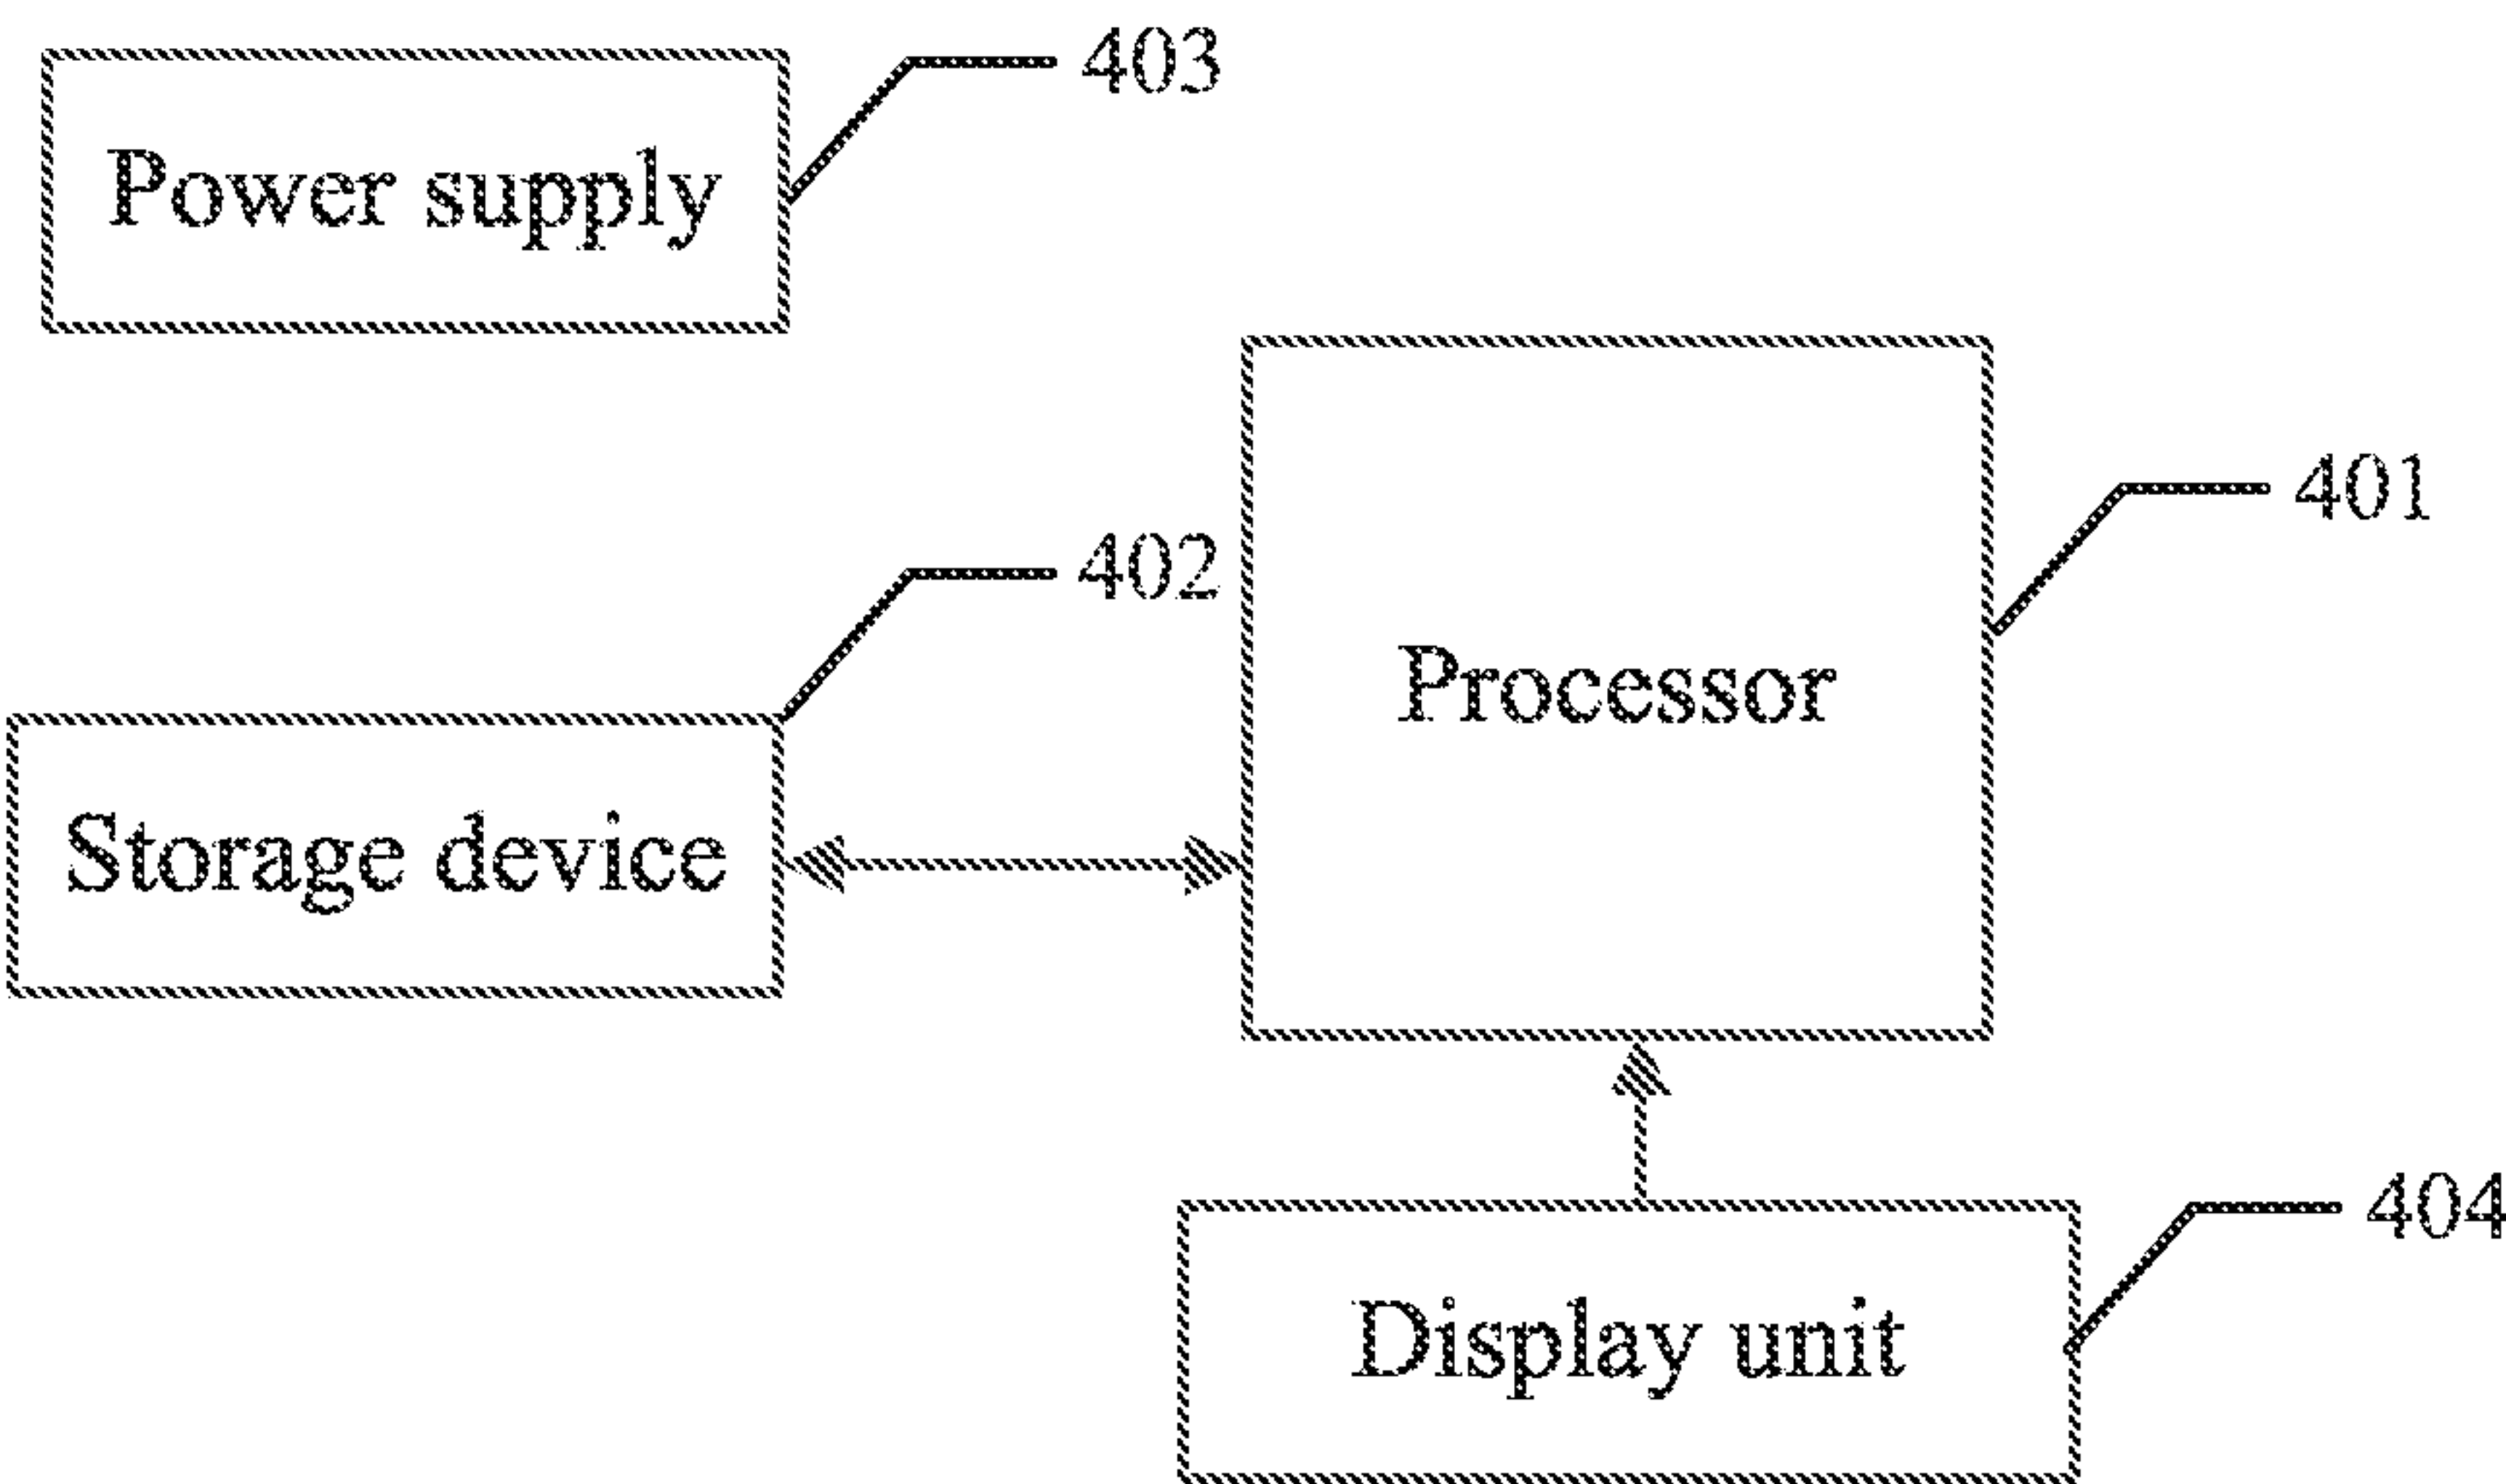 403
Power supply
401
402
Processor
Storage device
404
Display unit